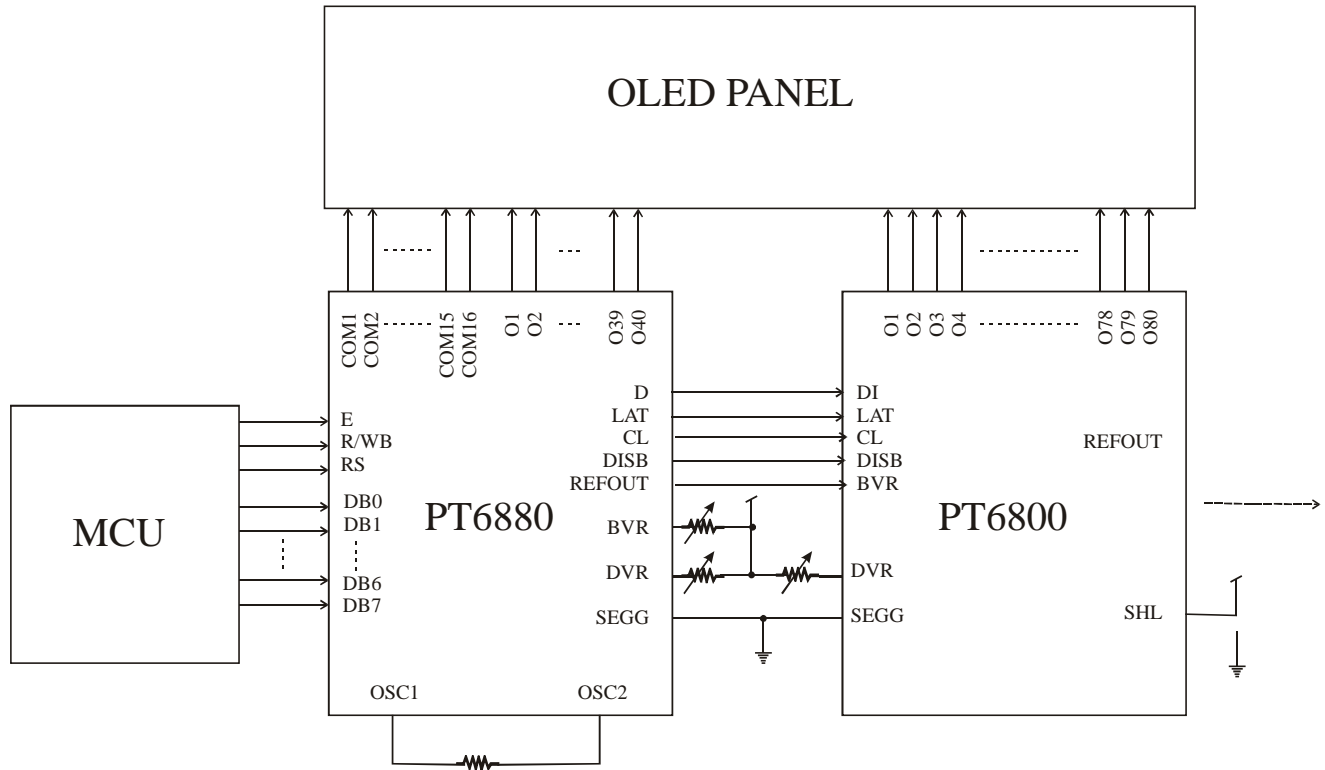 OLED PANEL
COM1
COM2
COM15
COM16
O1
O2
O39
O40
O1
O2
O3
O4
O78
O79
O80
MCU
E
R/WB
RS
DB0
DB1
DB6
DB7
PT6880
D
LAT
CL
DISB
REFOUT
BVR
DVR
SEGG
OSC1
OSC2
DI
LAT
CL
DISB
BVR
PT6800
DVR
SEGG
REFOUT
SHL